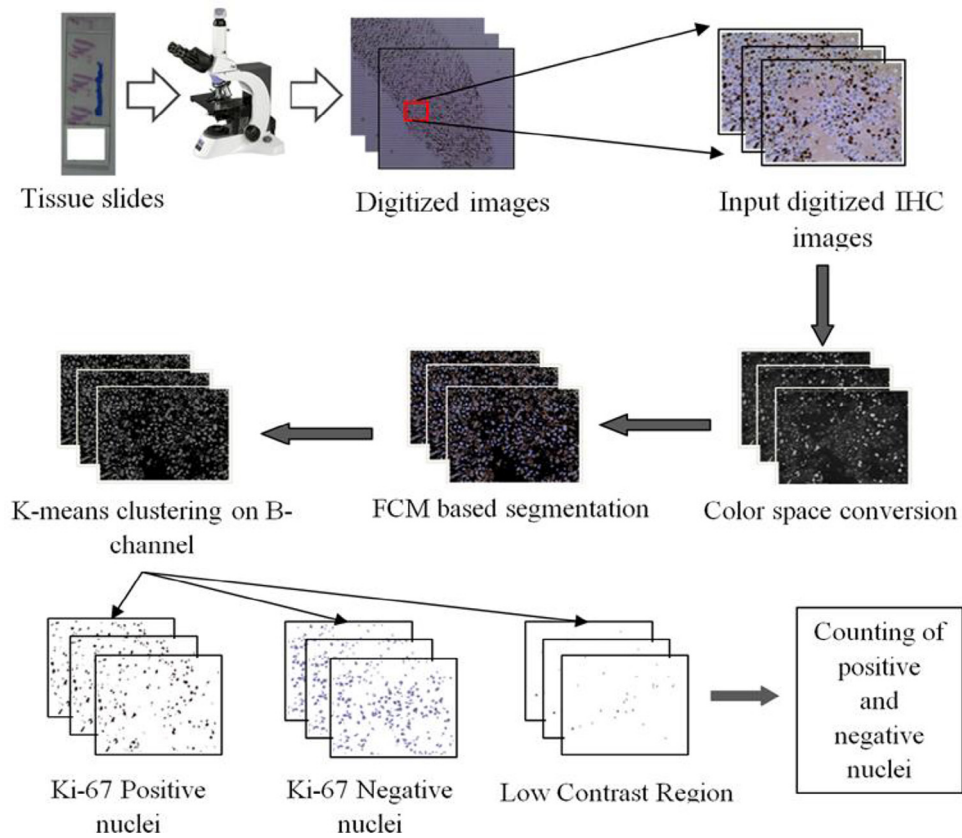 Tissue slides
Digitized images
Input digitized IHC
images
K-means clustering on B-
channel
FCM based segmentation
Color space conversion
Ki-67 Positive
nuclei
Ki-67 Negative
nuclei
Low Contrast Region
Counting of
positive
and
negative
nuclei